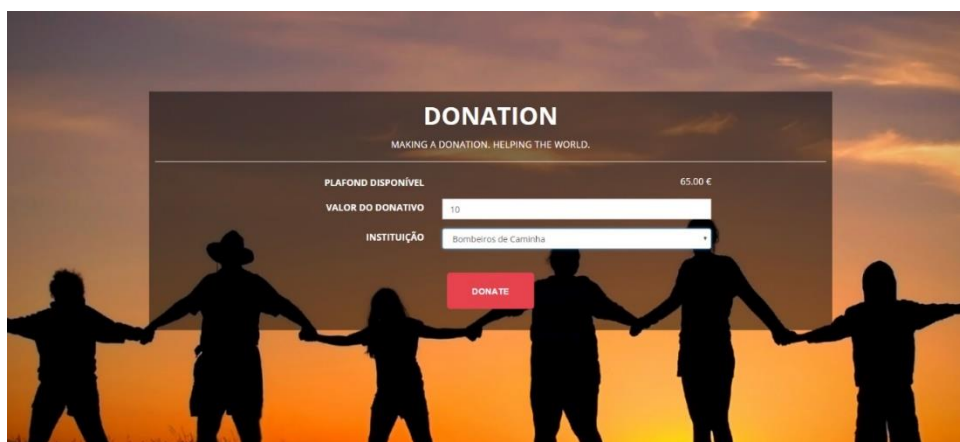 DONATION
MAKING A DONATION. HELPING THE WORLD.
PLAFOND DISPONÍVEL 65.00 €
VALOR DO DONATIVO 10
INSTITUIÇÃO Bombeiros de Caminha
DONATE